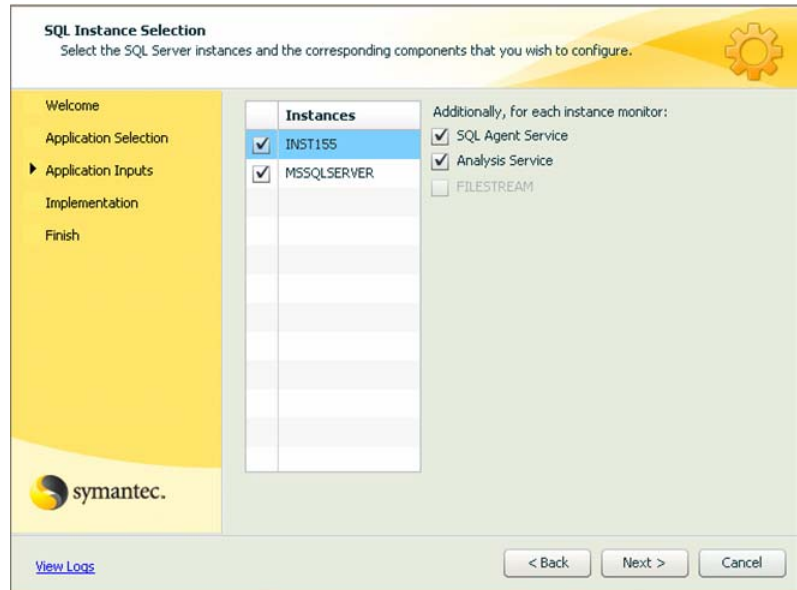 SQL Instance Selection
Select the SQL Server instances and the corresponding components that you wish to configure.
Welcome
Application Selection
Application Inputs
Implementation
Finish
Instances
INST155
MSSQLSERVER
Additionally, for each instance monitor:
SQL Agent Service
Analysis Service
FILESTREAM
symantec.
View Logs
< Back
Next >
Cancel